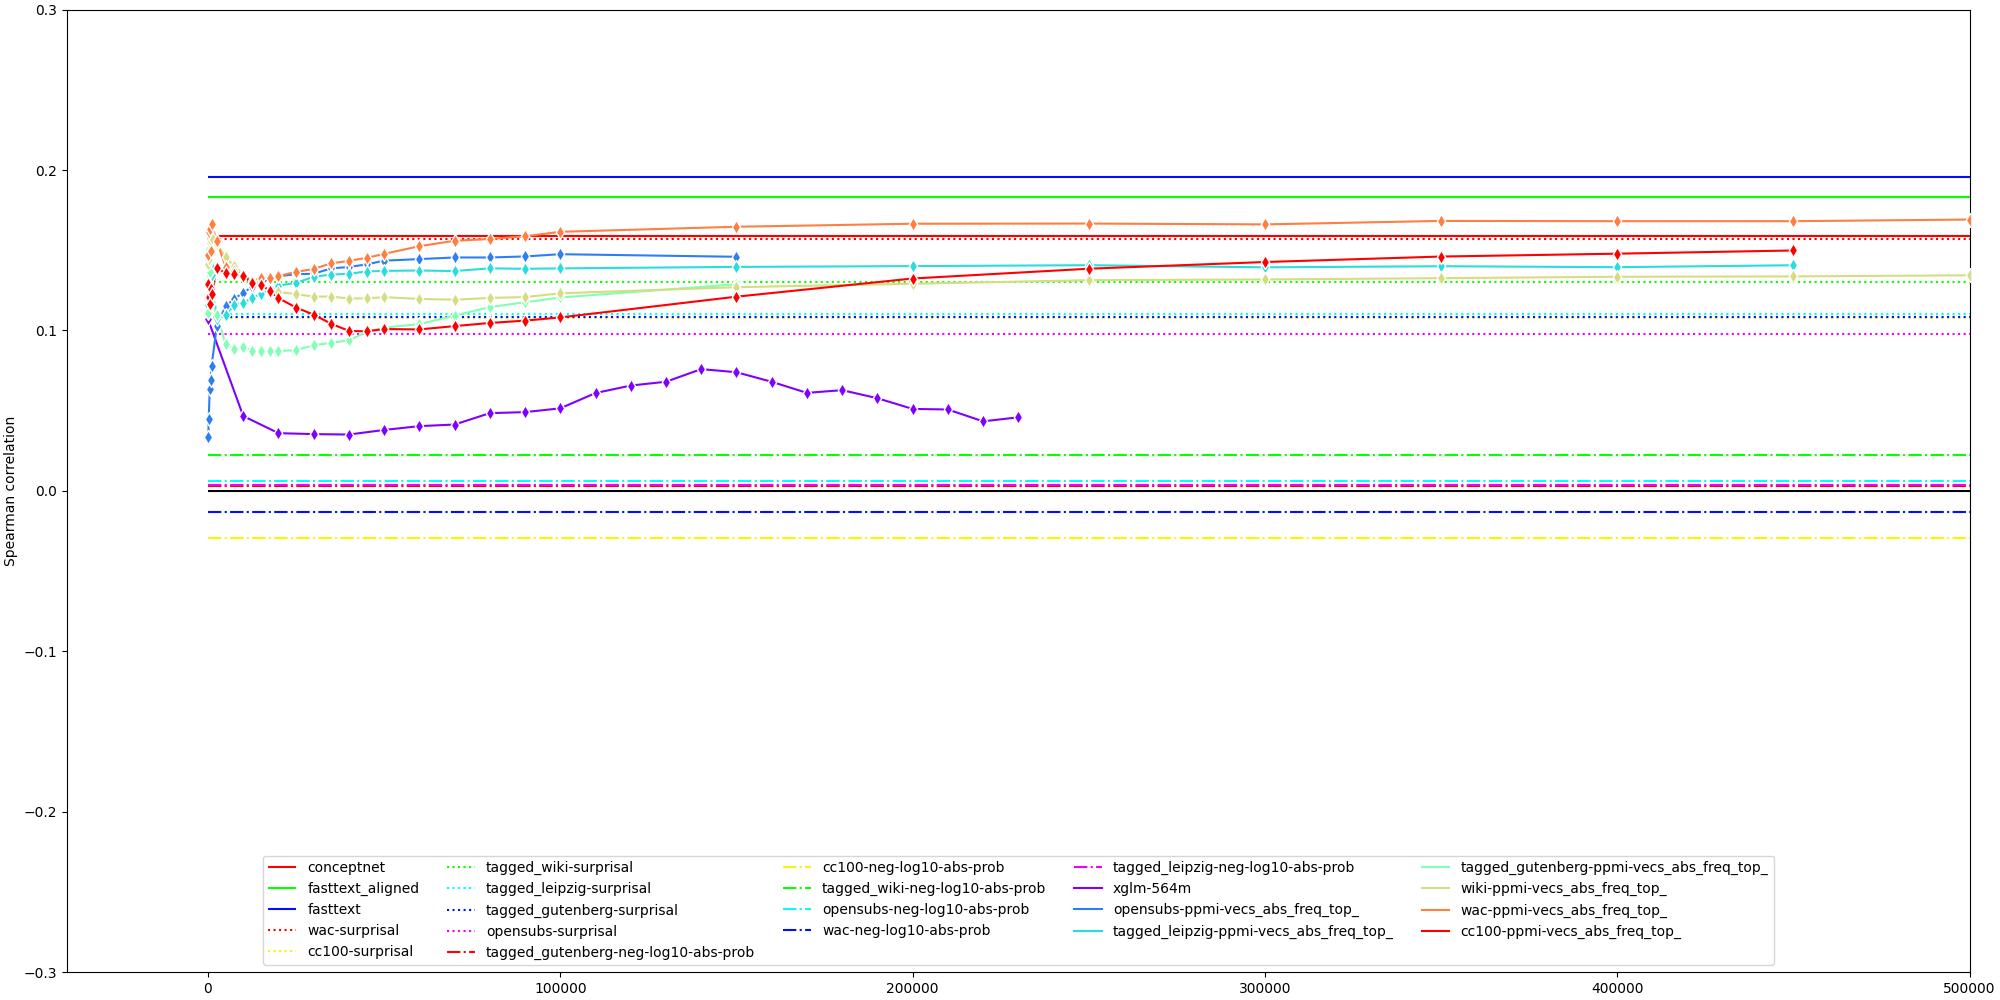 0.3
0.2
0.1
0.0
−0.1
−0.2
−0.3
Spearman correlation
conceptnet
fasttext_aligned
fasttext
wac-surprisal
cc100-surprisal
tagged_wiki-surprisal
tagged_leipzig-surprisal
tagged_gutenberg-surprisal
opensubs-surprisal
tagged_gutenberg-neg-log10-abs-prob
cc100-neg-log10-abs-prob
tagged_wiki-neg-log10-abs-prob
opensubs-neg-log10-abs-prob
wac-neg-log10-abs-prob
tagged_leipzig-neg-log10-abs-prob
xglm-564m
opensubs-ppmi-vecs_abs_freq_top_
tagged_leipzig-ppmi-vecs_abs_freq_top_
tagged_gutenberg-ppmi-vecs_abs_freq_top_
wiki-ppmi-vecs_abs_freq_top_
wac-ppmi-vecs_abs_freq_top_
cc100-ppmi-vecs_abs_freq_top_
0 100000 200000 300000 400000 500000